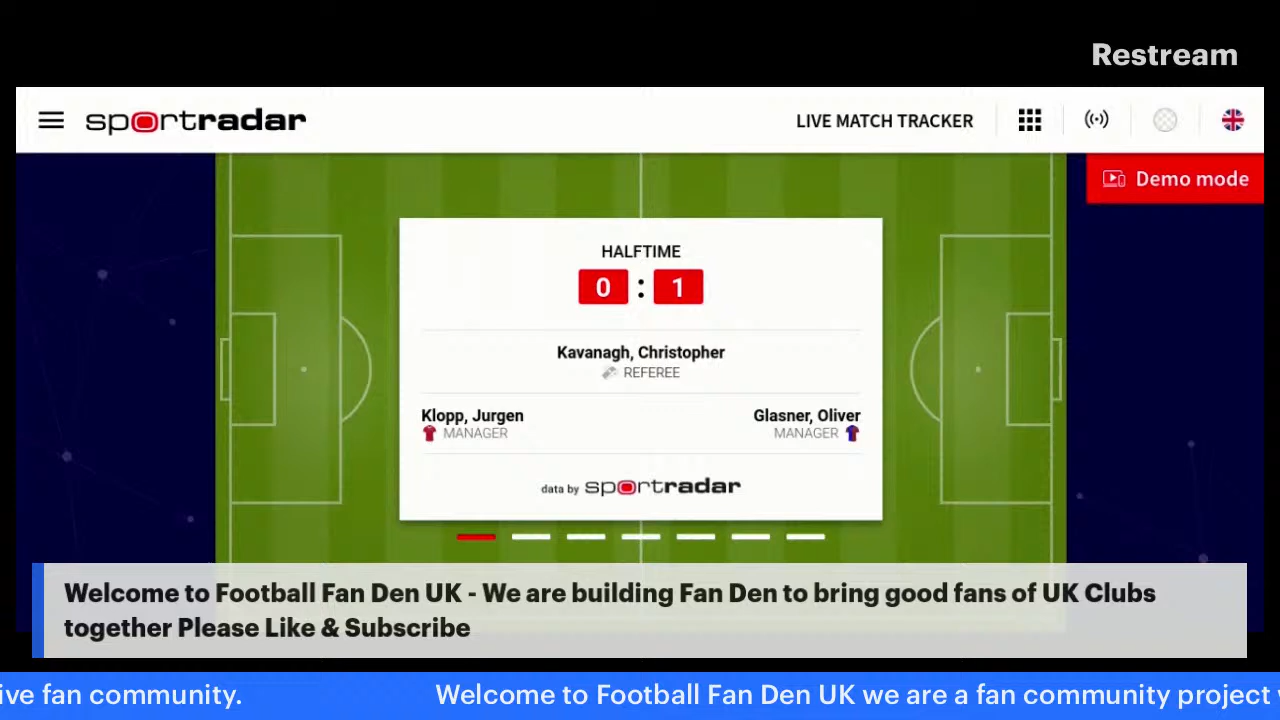 Restream
sportradar
LIVE MATCH TRACKER
Demo mode
HALFTIME
0 : 1
Kavanagh, Christopher
REFEREE
Klopp, Jurgen
MANAGER
Glasner, Oliver
MANAGER
data by sportradar
Welcome to Football Fan Den UK - We are building Fan Den to bring good fans of UK Clubs
together Please Like & Subscribe
ive fan community. Welcome to Football Fan Den UK we are a fan community project